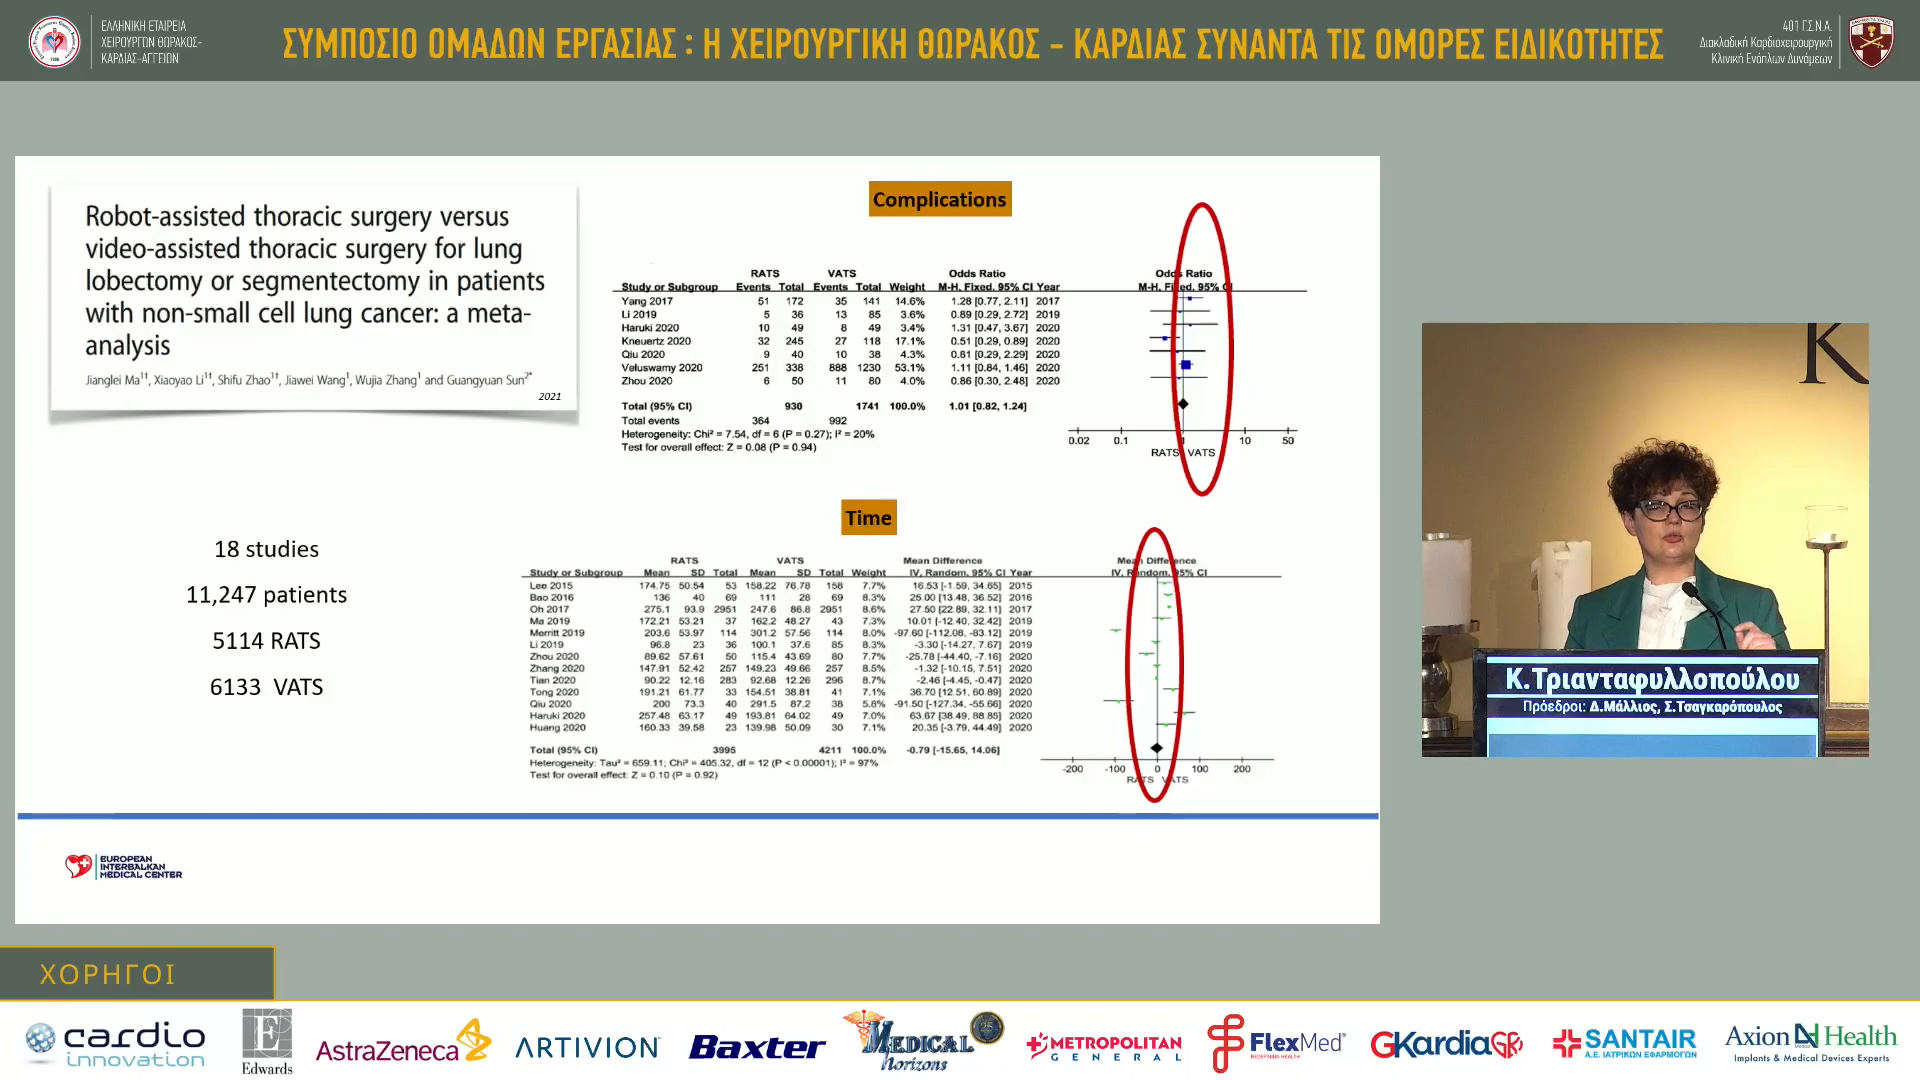 ΕΛΛΗΝΙΚΗ ΕΤΑΙΡΕΙΑ
ΧΕΙΡΟΥΡΓΩΝ ΘΩΡΑΚΟΣ-
ΚΑΡΔΙΑΣ-ΑΓΓΕΙΩΝ
ΣΥΜΠΟΣΙΟ ΟΜΑΔΩΝ ΕΡΓΑΣΙΑΣ : Η ΧΕΙΡΟΥΡΓΙΚΗ ΘΩΡΑΚΟΣ - ΚΑΡΔΙΑΣ ΣΥΝΑΝΤΑ ΤΙΣ ΟΜΟΡΕΣ ΕΙΔΙΚΟΤΗΤΕΣ
401 Γ.Σ.Ν.Α.
Διακλαδική Καρδιοχειρουργική
Κλινική Ενόπλων Δυνάμεων
Robot-assisted thoracic surgery versus
video-assisted thoracic surgery for lung
lobectomy or segmentectomy in patients
with non-small cell lung cancer: a meta-
analysis
Jianglei Ma1†, Xiaoyao Li1†, Shifu Zhao1†, Jiawei Wang1, Wujia Zhang1 and Guangyuan Sun2*
2021
18 studies
11,247 patients
5114 RATS
6133 VATS
Complications
RATS VATS Odds Ratio Odds Ratio
Study or Subgroup Events Total Events Total Weight M-H, Fixed, 95% CI Year M-H, Fixed, 95% CI
Yang 2017 51 172 35 141 14.6% 1.28 [0.77, 2.11] 2017
Li 2019 5 36 13 85 3.6% 0.89 [0.29, 2.72] 2019
Haruki 2020 10 49 8 49 3.4% 1.31 [0.47, 3.67] 2020
Kneuertz 2020 32 245 27 118 17.1% 0.51 [0.29, 0.89] 2020
Qiu 2020 9 40 10 38 4.3% 0.81 [0.29, 2.29] 2020
Veluswamy 2020 251 338 888 1230 53.1% 1.11 [0.84, 1.46] 2020
Zhou 2020 6 50 11 80 4.0% 0.86 [0.30, 2.48] 2020
Total (95% CI) 930 1741 100.0% 1.01 [0.82, 1.24]
Total events 364 992
Heterogeneity: Chi² = 7.54, df = 6 (P = 0.27); I² = 20%
Test for overall effect: Z = 0.08 (P = 0.94)
0.02 0.1 1 10 50
RATS VATS
Time
RATS VATS Mean Difference Mean Difference
Study or Subgroup Mean SD Total Mean SD Total Weight IV, Random, 95% CI Year IV, Random, 95% CI
Lee 2015 174.75 50.54 53 158.22 76.78 158 7.7% 16.53 [-1.59, 34.65] 2015
Bao 2016 136 40 69 111 28 69 8.3% 25.00 [13.48, 36.52] 2016
Oh 2017 275.1 93.9 2951 247.6 86.8 2951 8.6% 27.50 [22.89, 32.11] 2017
Ma 2019 172.21 53.21 37 162.2 48.27 43 7.3% 10.01 [-12.40, 32.42] 2019
Merritt 2019 203.6 53.97 114 301.2 57.56 114 8.0% -97.60 [-112.08, -83.12] 2019
Li 2019 96.8 23 36 100.1 37.6 85 8.3% -3.30 [-14.27, 7.67] 2019
Zhou 2020 89.62 57.61 50 115.4 43.69 80 7.7% -25.78 [-44.40, -7.16] 2020
Zhang 2020 147.91 52.42 257 149.23 49.66 257 8.5% -1.32 [-10.15, 7.51] 2020
Tian 2020 90.22 12.16 283 92.68 12.26 296 8.6% -2.46 [-4.45, -0.47] 2020
Tong 2020 191.21 61.77 33 154.51 38.81 41 7.1% 36.70 [12.51, 60.89] 2020
Qiu 2020 200 73.3 40 291.5 87.2 38 5.8% -91.50 [-127.34, -55.66] 2020
Haruki 2020 257.48 63.17 49 193.81 64.02 49 7.0% 63.67 [38.49, 88.85] 2020
Huang 2020 160.33 39.58 23 139.98 50.09 30 7.1% 20.35 [-3.79, 44.49] 2020
Total (95% CI) 3995 4211 100.0% -0.79 [-15.65, 14.06]
Heterogeneity: Tau² = 659.11; Chi² = 405.32, df = 12 (P < 0.00001); I² = 97%
Test for overall effect: Z = 0.10 (P = 0.92)
-200 -100 0 100 200
RATS VATS
EUROPEAN
INTERBALKAN
MEDICAL CENTER
K
Κ.Τριανταφυλλοπούλου
Πρόεδροι: Δ.Μάλλιος, Σ.Τσαγκαρόπουλος
ΧΟΡΗΓΟΙ
cardio
innovation
E
Edwards
AstraZeneca
ARTIVION
Baxter
MEDICAL
Horizons
25
METROPOLITAN
GENERAL
FlexMed
REDEFINING HEALTH
GKardiaGR
SANTAIR
Α.Ε. ΙΑΤΡΙΚΩΝ ΕΦΑΡΜΟΓΩΝ
Axion Health
Implants & Medical Devices Experts